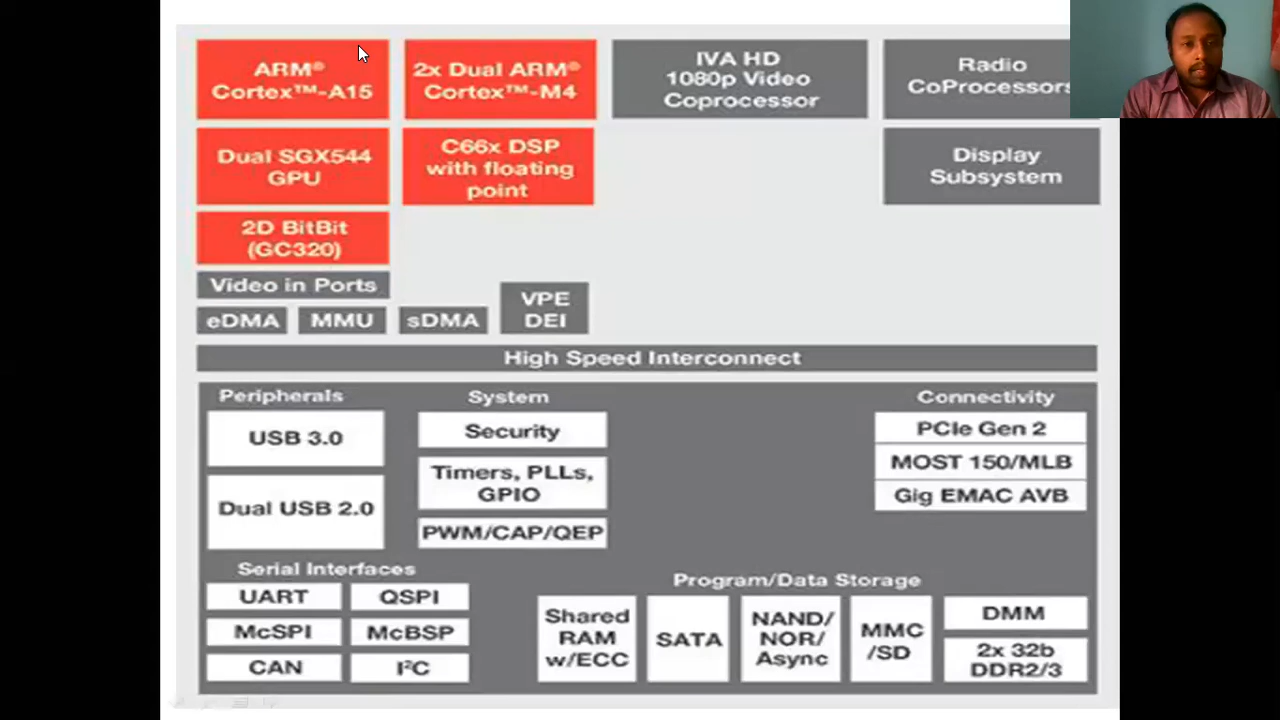 ARM®
Cortex™-A15
2x Dual ARM®
Cortex™-M4
IVA HD
1080p Video
Coprocessor
Radio
CoProcessors
Dual SGX544
GPU
C66x DSP
with floating
point
Display
Subsystem
2D BitBit
(GC320)
Video in Ports
eDMA
MMU
sDMA
VPE
DEI
High Speed Interconnect
Peripherals
USB 3.0
Dual USB 2.0
System
Security
Timers, PLLs,
GPIO
PWM/CAP/QEP
Connectivity
PCIe Gen 2
MOST 150/MLB
Gig EMAC AVB
Serial Interfaces
UART
QSPI
McSPI
McBSP
CAN
I²C
Program/Data Storage
Shared
RAM
w/ECC
SATA
NAND/
NOR/
Async
MMC
/SD
DMM
2x 32b
DDR2/3